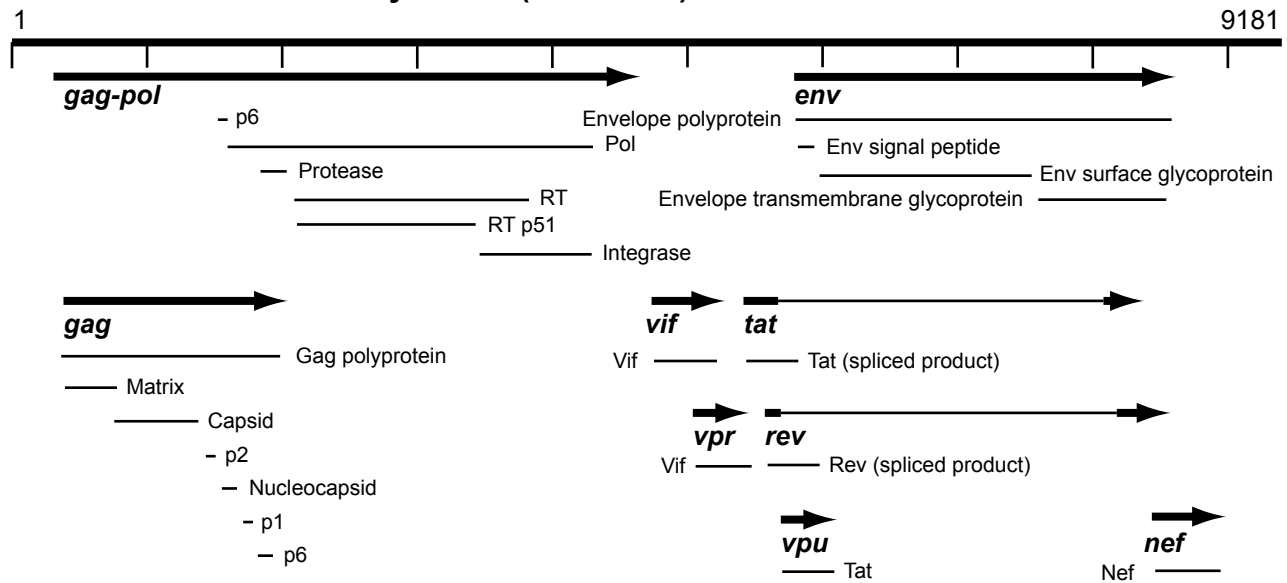 1 9181
gag-pol env
p6 Envelope polyprotein
Pol Env signal peptide
Protease Env surface glycoprotein
RT Envelope transmembrane glycoprotein
RT p51
Integrase
gag vif tat
Gag polyprotein Vif Tat (spliced product)
Matrix
Capsid vpr rev
p2 Vif Rev (spliced product)
Nucleocapsid
p1 vpu nef
p6 Tat Nef